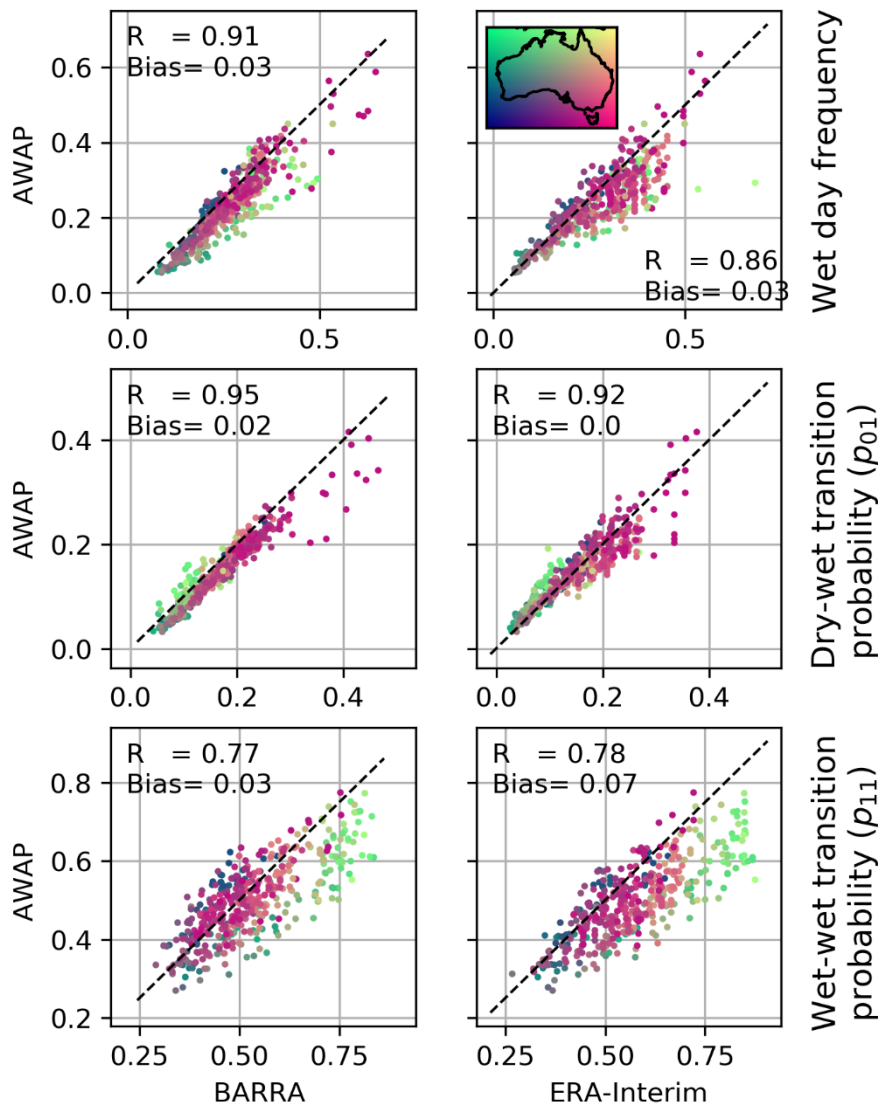 R = 0.91
Bias= 0.03
0.6
0.4
0.2
0.0
AWAP
0.0 0.5
R = 0.86
Bias= 0.03
0.0 0.5
Wet day frequency
R = 0.95
Bias= 0.02
0.4
0.2
0.0
AWAP
0.0 0.2 0.4
R = 0.92
Bias= 0.0
0.0 0.2 0.4
Dry-wet transition
probability (p01)
R = 0.77
Bias= 0.03
0.8
0.6
0.4
0.2
AWAP
0.25 0.50 0.75
BARRA
R = 0.78
Bias= 0.07
0.25 0.50 0.75
ERA-Interim
Wet-wet transition
probability (p11)